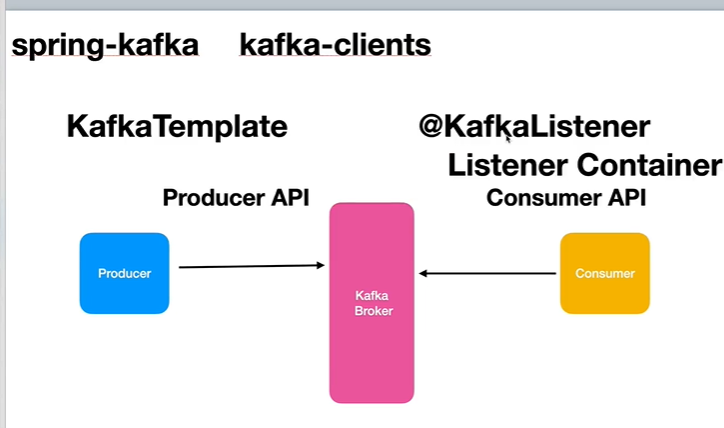 spring-kafka kafka-clients
KafkaTemplate @KafkaListener
Listener Container
Producer API Consumer API
Producer
Kafka
Broker
Consumer